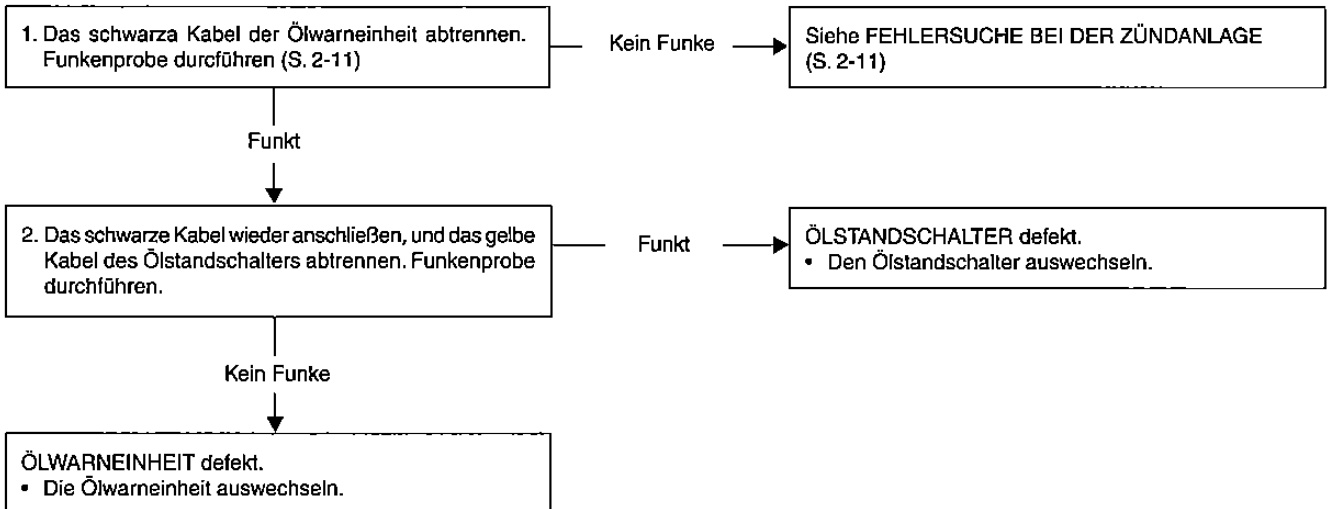 1. Das schwarza Kabel der Ölwarneinheit abtrennen.
Funkenprobe durcführen (S. 2-11)
Kein Funke
Siehe FEHLERSUCHE BEI DER ZÜNDANLAGE
(S. 2-11)
Funkt
2. Das schwarze Kabel wieder anschließen, und das gelbe
Kabel des Ölstandschalters abtrennen. Funkenprobe
durchführen.
Funkt
ÖLSTANDSCHALTER defekt.
• Den Ölstandschalter auswechseln.
Kein Funke
ÖLWARNEINHEIT defekt.
• Die Ölwarneinheit auswechseln.